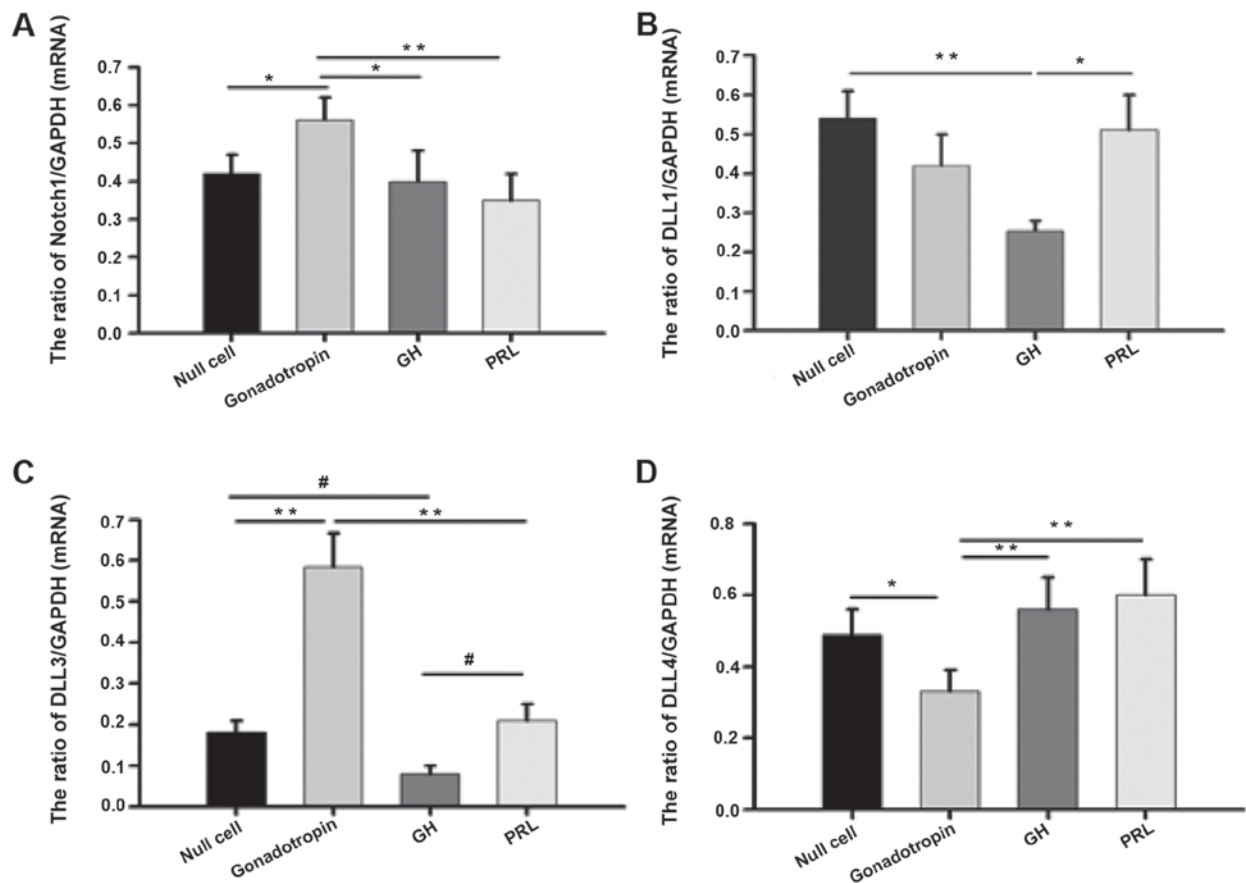 A
The ratio of Notch1/GAPDH (mRNA)
0.7
0.6
0.5
0.4
0.3
0.2
0.1
0.0
*
* *
*
Null cell
Gonadotropin
GH
PRL
B
The ratio of DLL1/GAPDH (mRNA)
0.7
0.6
0.5
0.4
0.3
0.2
0.1
0.0
* *
*
Null cell
Gonadotropin
GH
PRL
C
The ratio of DLL3/GAPDH (mRNA)
0.7
0.6
0.5
0.4
0.3
0.2
0.1
0.0
#
* *
* *
#
Null cell
Gonadotropin
GH
PRL
D
The ratio of DLL4/GAPDH (mRNA)
0.8
0.6
0.4
0.2
0.0
*
* *
* *
Null cell
Gonadotropin
GH
PRL